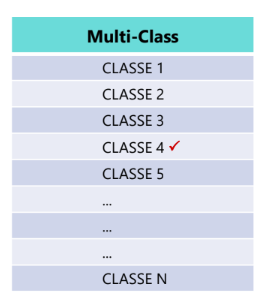 Multi-Class
CLASSE 1
CLASSE 2
CLASSE 3
CLASSE 4 ✓
CLASSE 5
...
...
...
CLASSE N